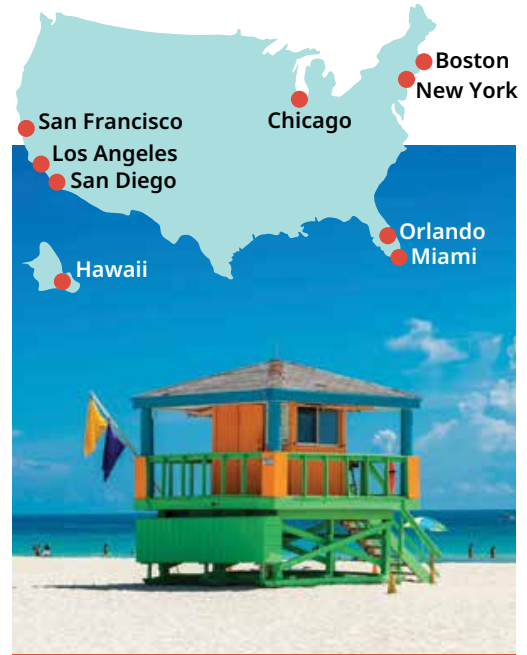 Boston
New York
Chicago
San Francisco
Los Angeles
San Diego
Orlando
Miami
Hawaii